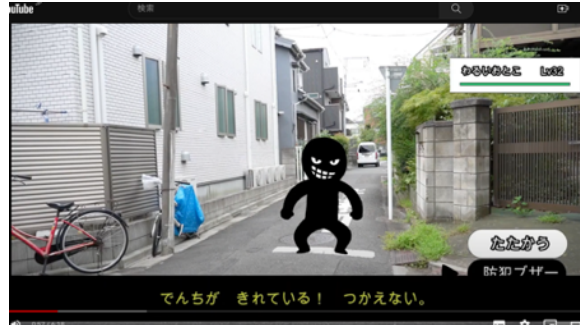 uTube
検索
わるいおとこ Lv32
たたかう
防犯ブザー
でんちが きれている! つかえない。